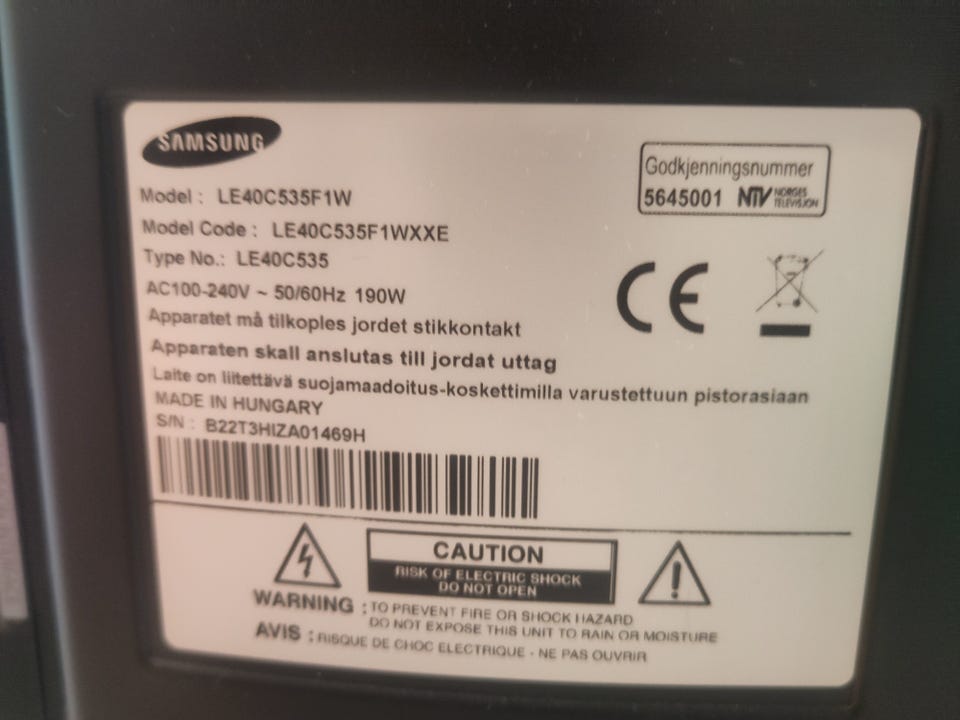 SAMSUNG
Godkjenningsnummer
5645001 NTV NORGES TELEVISJON
Model : LE40C535F1W
Model Code : LE40C535F1WXXE
Type No.: LE40C535
AC100-240V ~ 50/60Hz 190W
Apparatet må tilkoples jordet stikkontakt
Apparaten skall anslutas till jordat uttag
Laite on liitettävä suojamaadoitus-koskettimilla varustettuun pistorasiaan
MADE IN HUNGARY
S/N : B22T3HIZA01469H
CE
CAUTION
RISK OF ELECTRIC SHOCK
DO NOT OPEN
WARNING : TO PREVENT FIRE OR SHOCK HAZARD
DO NOT EXPOSE THIS UNIT TO RAIN OR MOISTURE
AVIS : RISQUE DE CHOC ELECTRIQUE - NE PAS OUVRIR